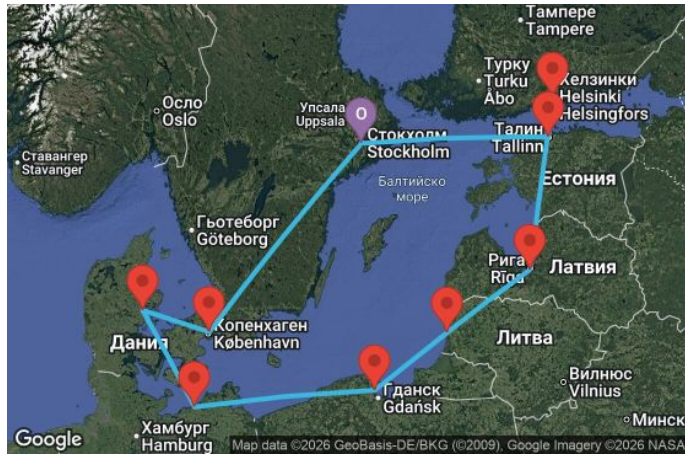 Тампере
Tampere
Турку
Turku
Åbo
Хелзинки
Helsinki
Helsingfors
Осло
Oslo
Упсала
Uppsala
O
Стокхолм
Stockholm
Талин
Tallinn
Ставангер
Stavanger
Балтийско
море
ЕСТОНИЯ
Гьотеборг
Göteborg
Рига
Rīga
ЛАТВИЯ
Копенхаген
København
Дания
ЛИТВА
Гданск
Gdańsk
Вилнюс
Vilnius
Минск
Хамбург
Hamburg
Google
Map data ©2026 GeoBasis-DE/BKG (©2009), Google Imagery ©2026 NASA